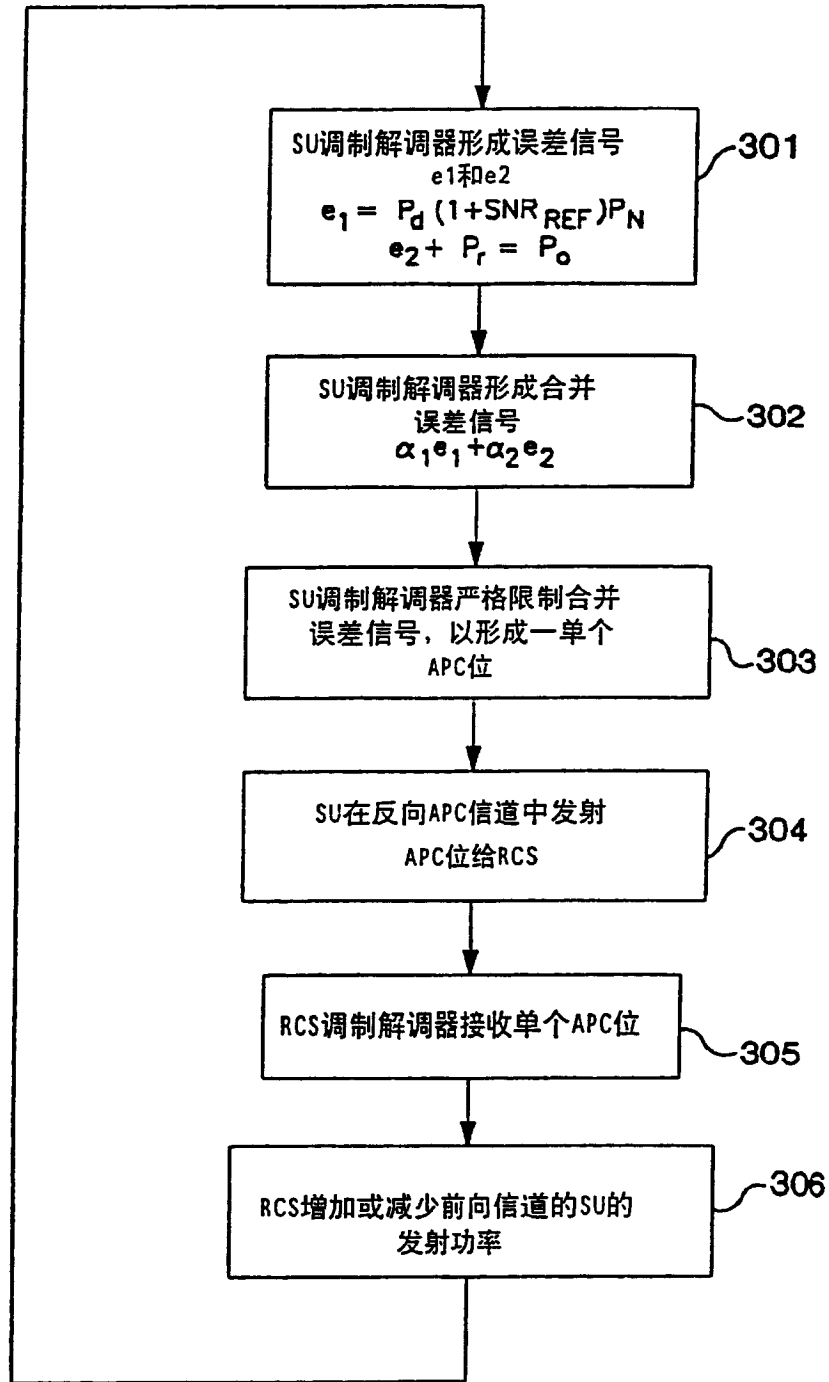 SU调制解调器形成误差信号
e1和e2
e₁ = P_d (1+SNR_REF)P_N
e₂+ P_r = P_o
301
SU调制解调器形成合并
误差信号
α₁e₁+α₂e₂
302
SU调制解调器严格限制合并
误差信号，以形成一单个
APC位
303
SU在反向APC信道中发射
APC位给RCS
304
RCS调制解调器接收单个APC位
305
RCS增加或减少前向信道的SU的
发射功率
306